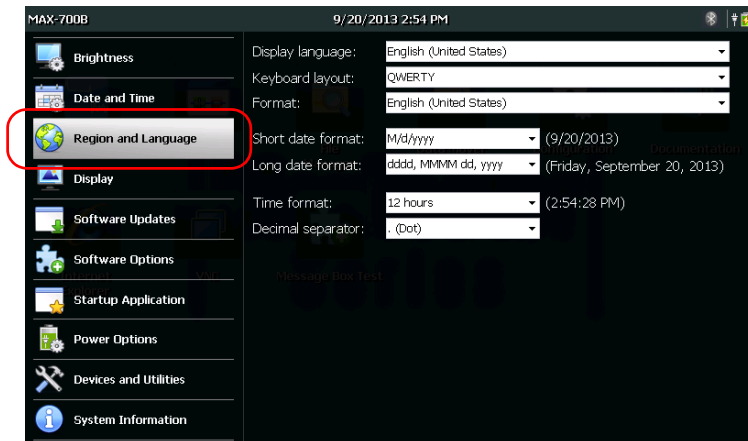 MAX-700B 9/20/2013 2:54 PM
Brightness
Date and Time
Region and Language
Display
Software Updates
Software Options
Startup Application
Power Options
Devices and Utilities
System Information
Display language: English (United States)
Keyboard layout: QWERTY
Format: English (United States)
Short date format: M/d/yyyy (9/20/2013)
Long date format: dddd, MMMM dd, yyyy (Friday, September 20, 2013)
Time format: 12 hours (2:54:28 PM)
Decimal separator: . (Dot)
Documentation
Message Box Test